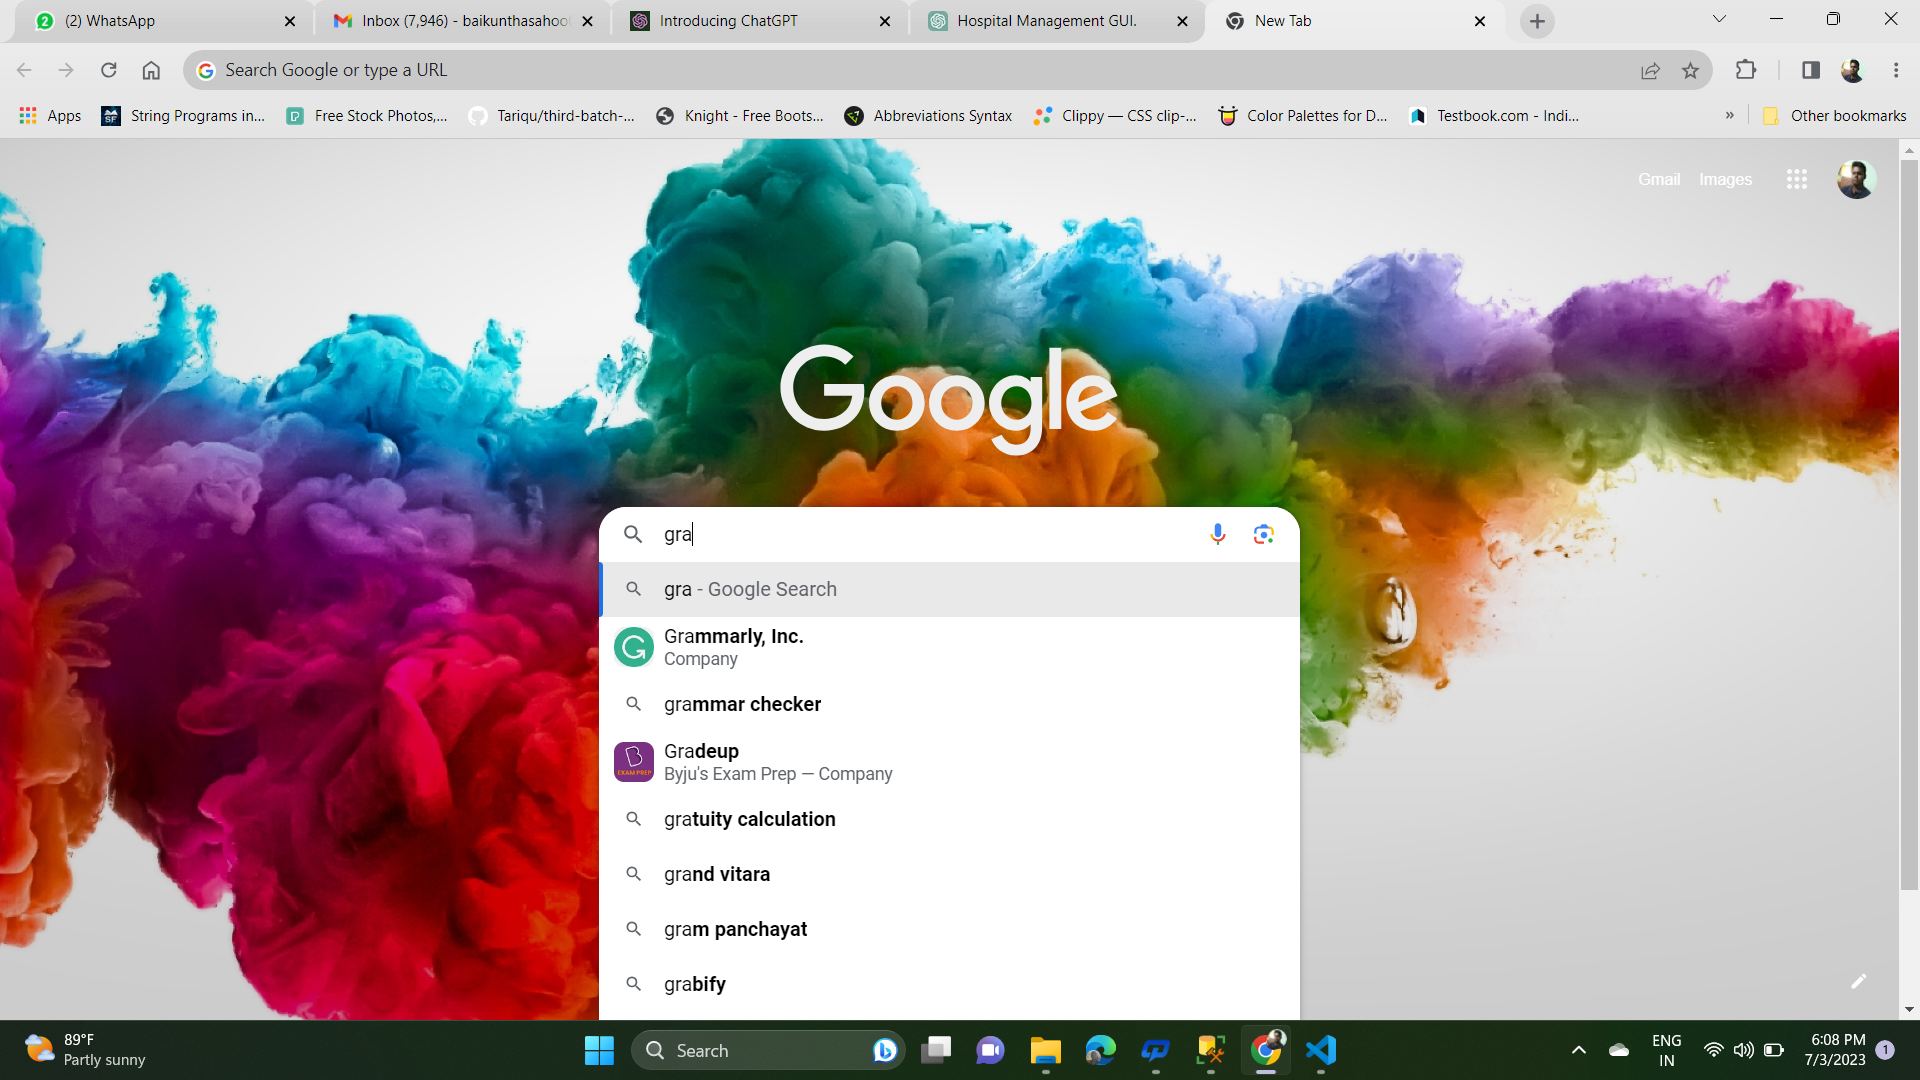 (2) WhatsApp
Inbox (7,946) - baikunthasahoo
Introducing ChatGPT
Hospital Management GUI.
New Tab
Search Google or type a URL
Apps
String Programs in...
Free Stock Photos,...
Tariqu/third-batch-...
Knight - Free Boots...
Abbreviations Syntax
Clippy — CSS clip-...
Color Palettes for D...
Testbook.com - Indi...
»
Other bookmarks
Gmail
Images
Google
gra
gra - Google Search
Grammarly, Inc.
Company
grammar checker
Gradeup
Byju's Exam Prep — Company
EXAM PREP
gratuity calculation
grand vitara
gram panchayat
grabify
89°F
Partly sunny
Search
ENG
IN
6:08 PM
7/3/2023
1